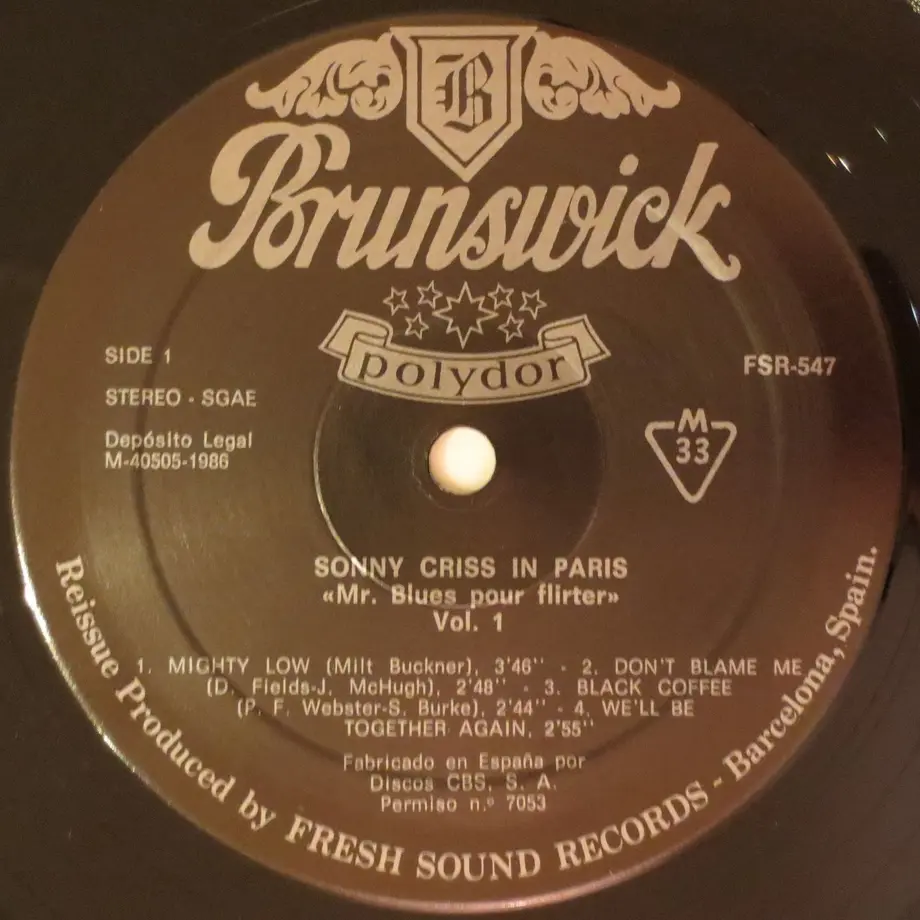 B
Brunswick
polydor
SIDE 1
STEREO - SGAE
Depósito Legal
M-40505-1986
FSR-547
M
33
SONNY CRISS IN PARIS
«Mr. Blues pour flirter»
Vol. 1
1. MIGHTY LOW (Milt Buckner), 3'46'' - 2. DON'T BLAME ME
(D. Fields-J. McHugh), 2'48'' - 3. BLACK COFFEE
(P. F. Webster-S. Burke), 2'44'' - 4. WE'LL BE
TOGETHER AGAIN, 2'55''
Fabricado en España por
Discos CBS, S. A.
Permiso n.º 7053
Reissue Produced by FRESH SOUND RECORDS - Barcelona, Spain.